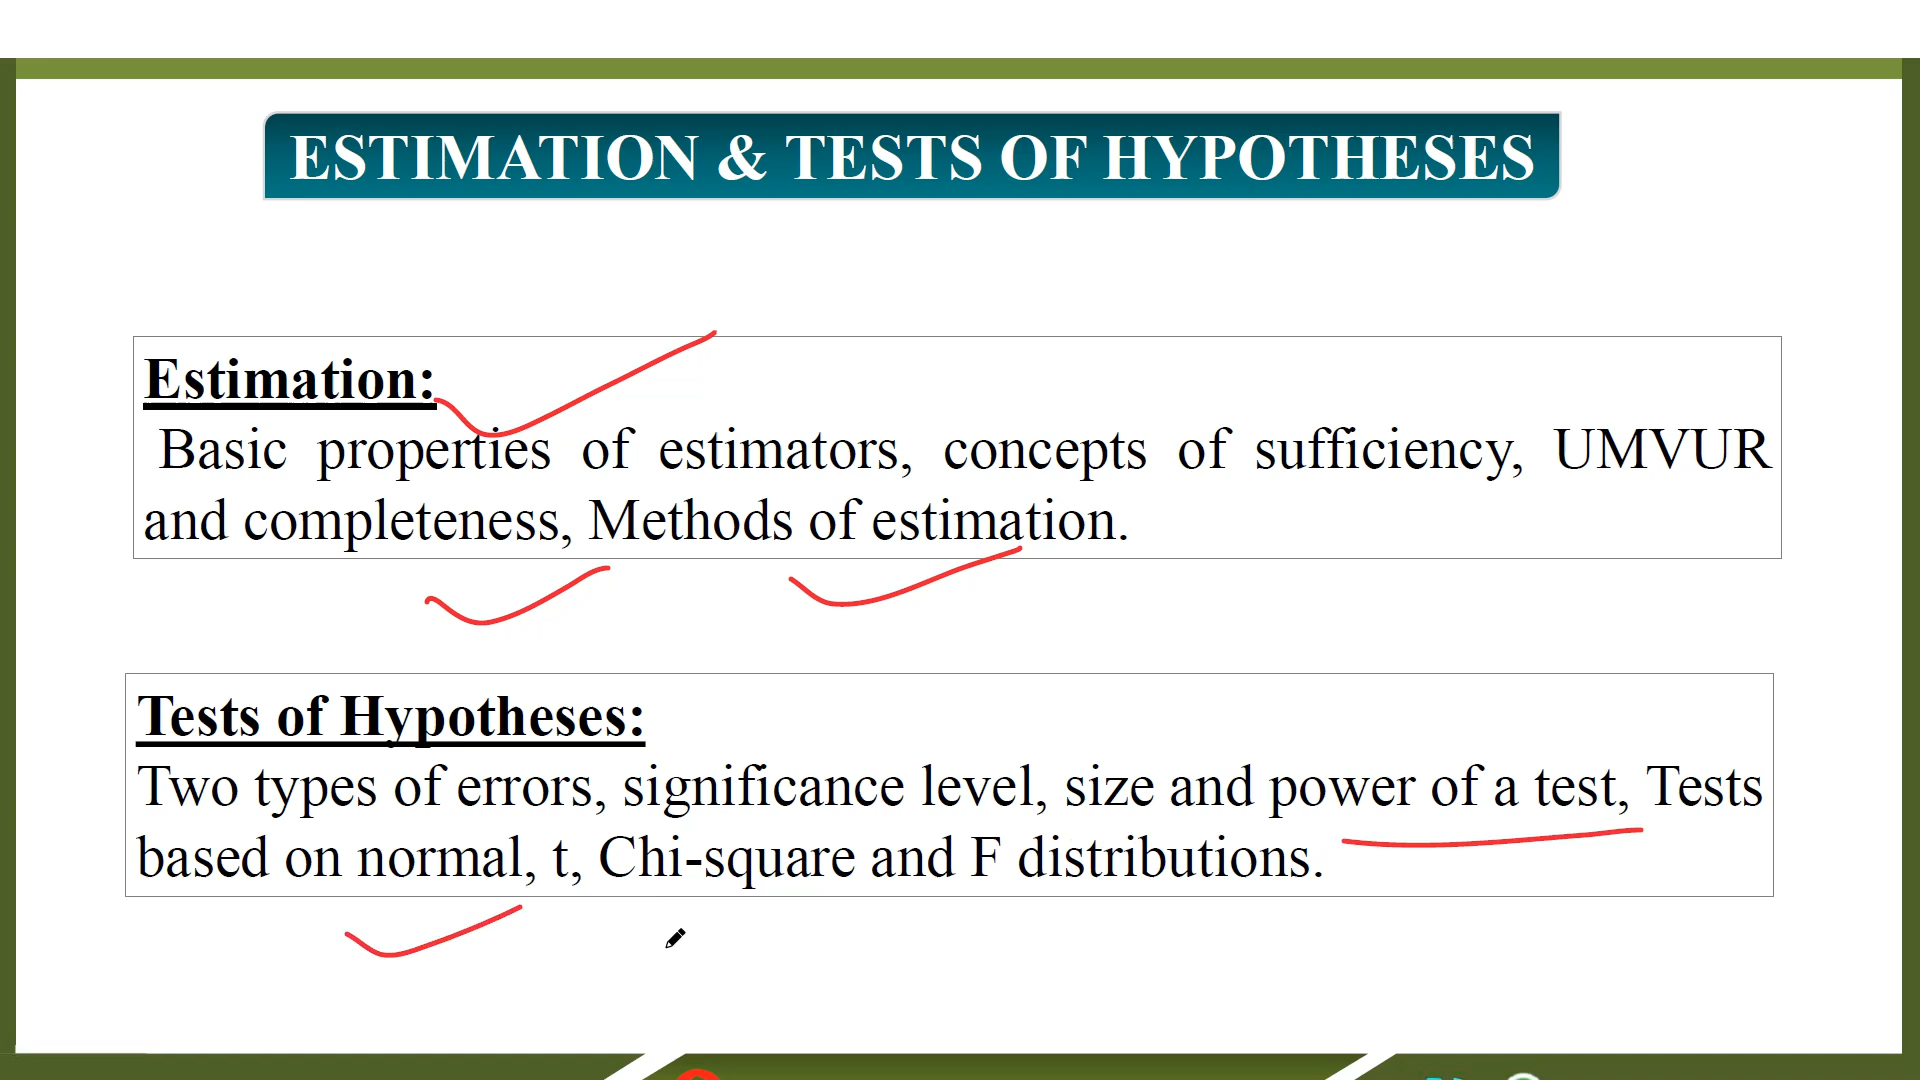 ESTIMATION & TESTS OF HYPOTHESES
Estimation:
Basic properties of estimators, concepts of sufficiency, UMVUR
and completeness, Methods of estimation.
Tests of Hypotheses:
Two types of errors, significance level, size and power of a test, Tests
based on normal, t, Chi-square and F distributions.